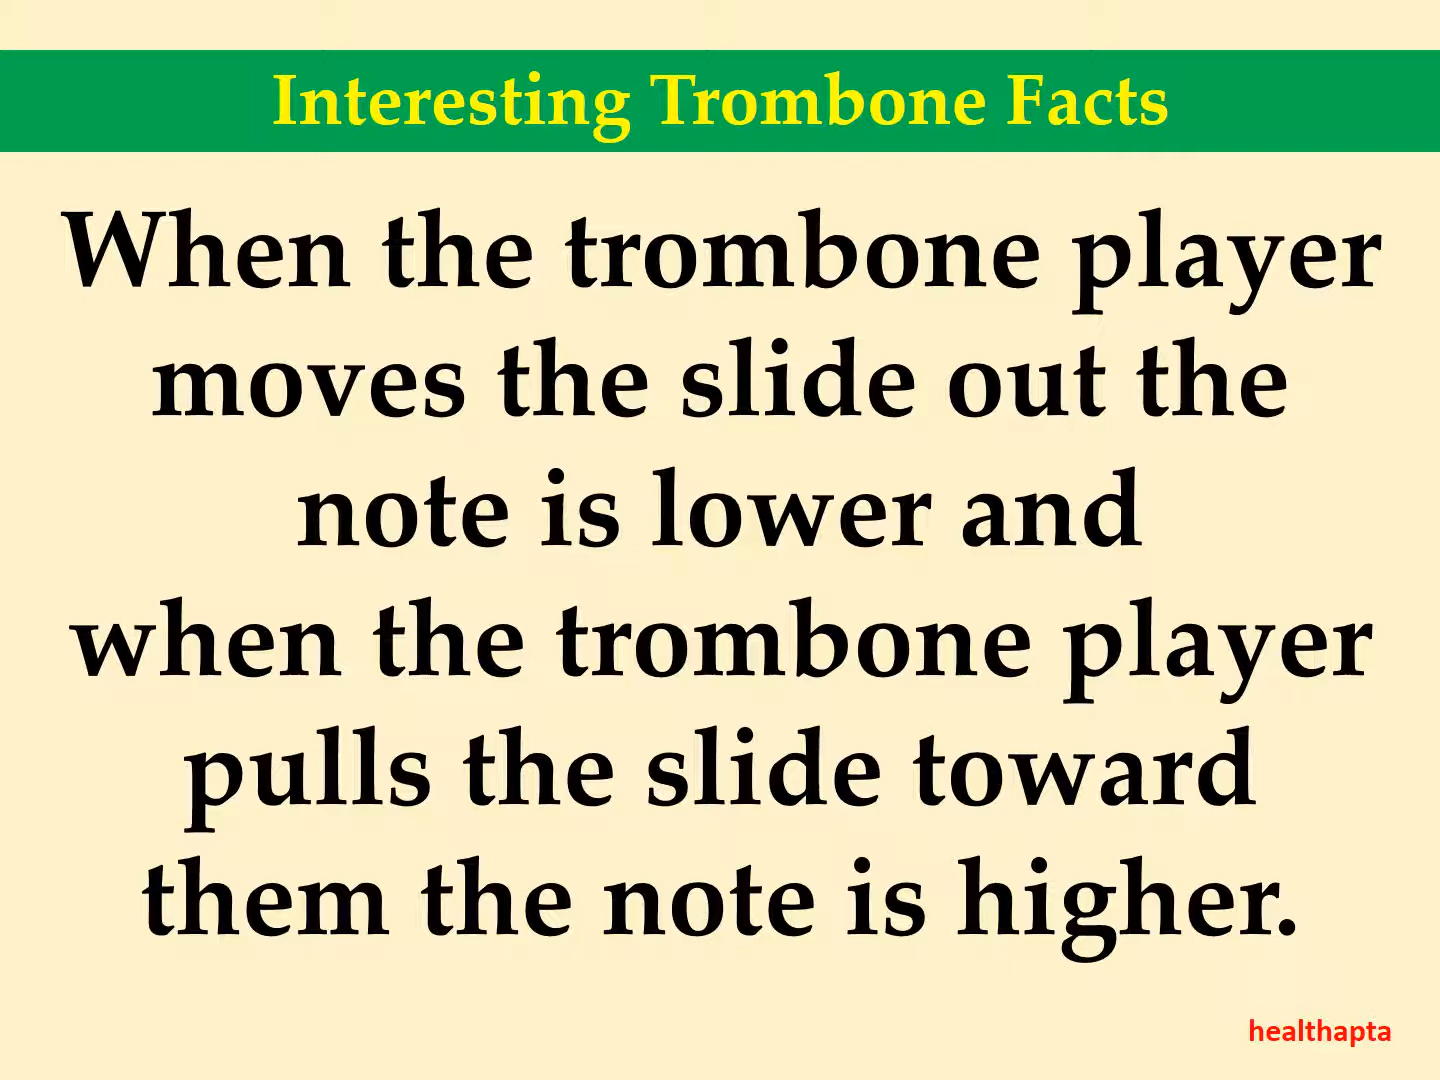 Interesting Trombone Facts
When the trombone player
moves the slide out the
note is lower and
when the trombone player
pulls the slide toward
them the note is higher.
healthapta